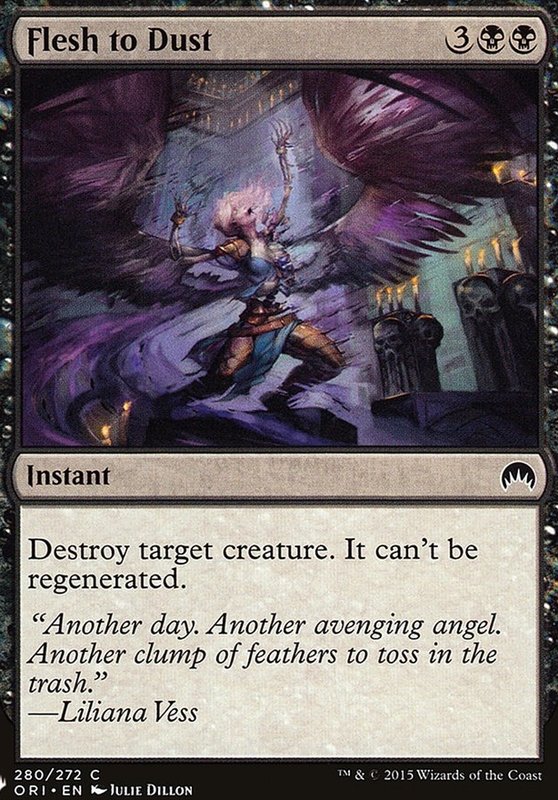 Flesh to Dust 3
Instant
Destroy target creature. It can't be
regenerated.
“Another day. Another avenging angel.
Another clump of feathers to toss in the
trash.”
—Liliana Vess
280/272 C
ORI • EN JULIE DILLON
™ & © 2015 Wizards of the Coast